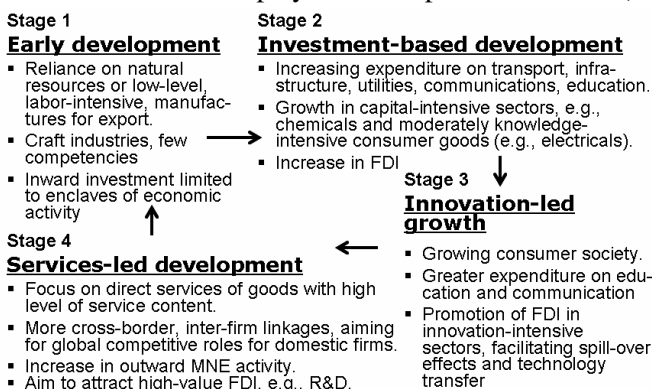 Stage 1
Early development
▪ Reliance on natural
resources or low-level,
labor-intensive, manufac-
tures for export.
▪ Craft industries, few
competencies
▪ Inward investment limited
to enclaves of economic
activity
Stage 2
Investment-based development
▪ Increasing expenditure on transport, infra-
structure, utilities, communications, education.
▪ Growth in capital-intensive sectors, e.g.,
chemicals and moderately knowledge-
intensive consumer goods (e.g., electricals).
▪ Increase in FDI
Stage 3
Innovation-led
growth
▪ Growing consumer society.
▪ Greater expenditure on edu-
cation and communication
▪ Promotion of FDI in
innovation-intensive
sectors, facilitating spill-over
effects and technology
transfer
Stage 4
Services-led development
▪ Focus on direct services of goods with high
level of service content.
▪ More cross-border, inter-firm linkages, aiming
for global competitive roles for domestic firms.
▪ Increase in outward MNE activity.
▪ Aim to attract high-value FDI, e.g., R&D.